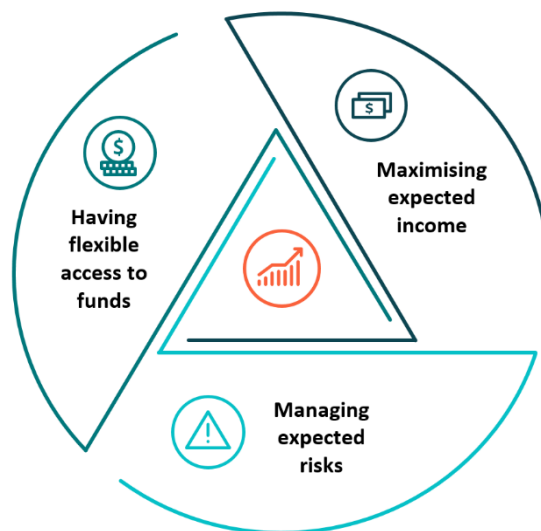 Maximising
expected
income
Having
flexible
access to
funds
Managing
expected
risks